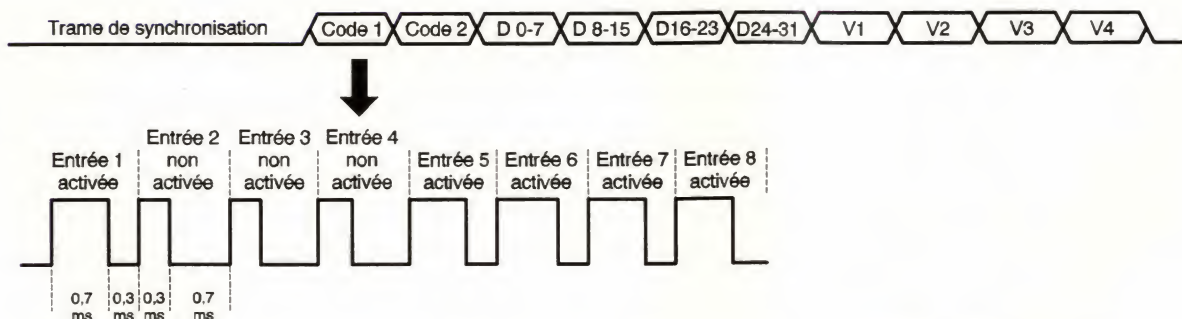 Trame de synchronisation Code 1 Code 2 D 0-7 D 8-15 D16-23 D24-31 V1 V2 V3 V4
Entrée 1
activée
Entrée 2
non
activée
Entrée 3
non
activée
Entrée 4
non
activée
Entrée 5
activée
Entrée 6
activée
Entrée 7
activée
Entrée 8
activée
0,7
ms
0,3
ms
0,3
ms
0,7
ms